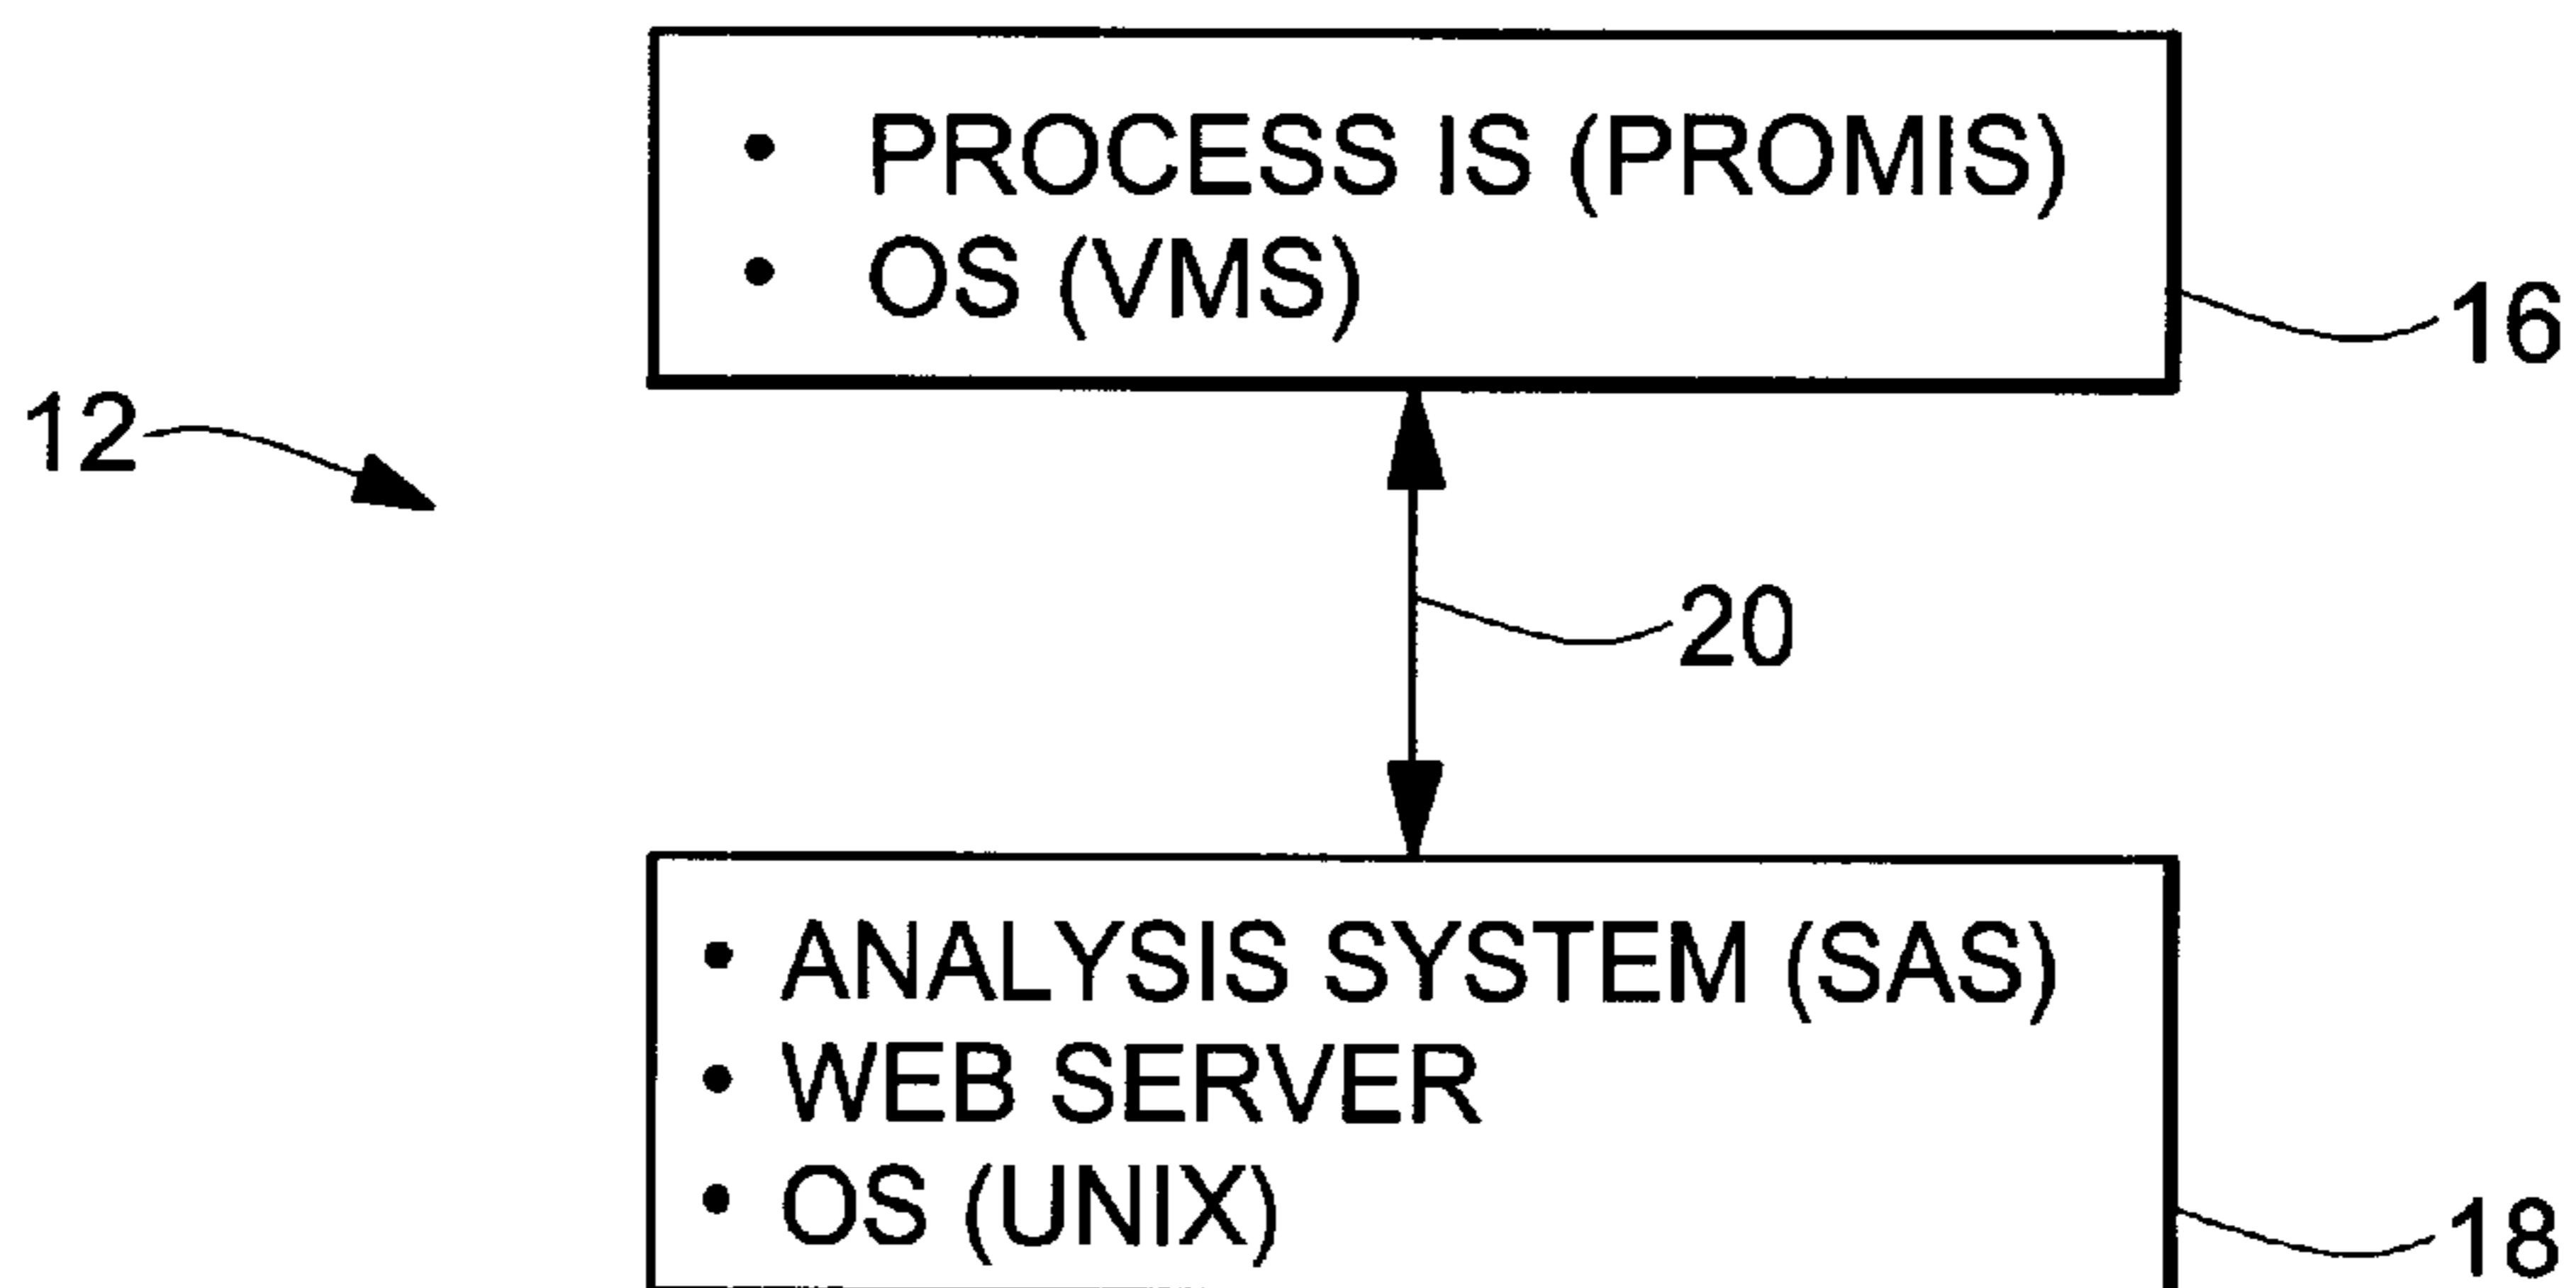 • PROCESS IS (PROMIS)
• OS (VMS)
16
12
20
• ANALYSIS SYSTEM (SAS)
• WEB SERVER
• OS (UNIX)
18